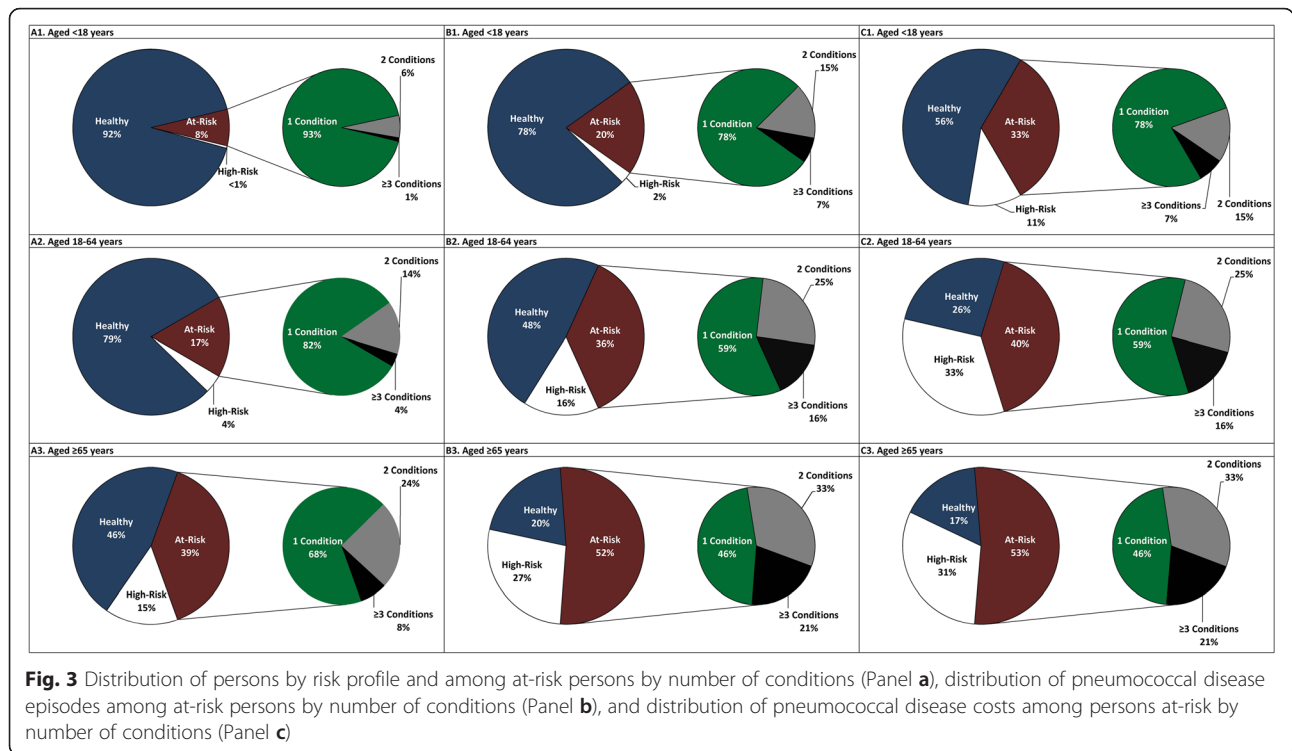 A1. Aged <18 years
Healthy
92%
At-Risk
8%
High-Risk
<1%
1 Condition
93%
2 Conditions
6%
≥3 Conditions
1%
B1. Aged <18 years
Healthy
78%
At-Risk
20%
High-Risk
2%
1 Condition
78%
2 Conditions
15%
≥3 Conditions
7%
C1. Aged <18 years
Healthy
56%
At-Risk
33%
High-Risk
11%
1 Condition
78%
≥3 Conditions
7%
2 Conditions
15%
A2. Aged 18-64 years
Healthy
79%
At-Risk
17%
High-Risk
4%
1 Condition
82%
2 Conditions
14%
≥3 Conditions
4%
B2. Aged 18-64 years
Healthy
48%
At-Risk
36%
High-Risk
16%
1 Condition
59%
2 Conditions
25%
≥3 Conditions
16%
C2. Aged 18-64 years
Healthy
26%
At-Risk
40%
High-Risk
33%
1 Condition
59%
2 Conditions
25%
≥3 Conditions
16%
A3. Aged ≥65 years
Healthy
46%
At-Risk
39%
High-Risk
15%
1 Condition
68%
2 Conditions
24%
≥3 Conditions
8%
B3. Aged ≥65 years
Healthy
20%
At-Risk
52%
High-Risk
27%
1 Condition
46%
2 Conditions
33%
≥3 Conditions
21%
C3. Aged ≥65 years
Healthy
17%
At-Risk
53%
High-Risk
31%
1 Condition
46%
2 Conditions
33%
≥3 Conditions
21%
Fig. 3 Distribution of persons by risk profile and among at-risk persons by number of conditions (Panel a), distribution of pneumococcal disease
episodes among at-risk persons by number of conditions (Panel b), and distribution of pneumococcal disease costs among persons at-risk by
number of conditions (Panel c)